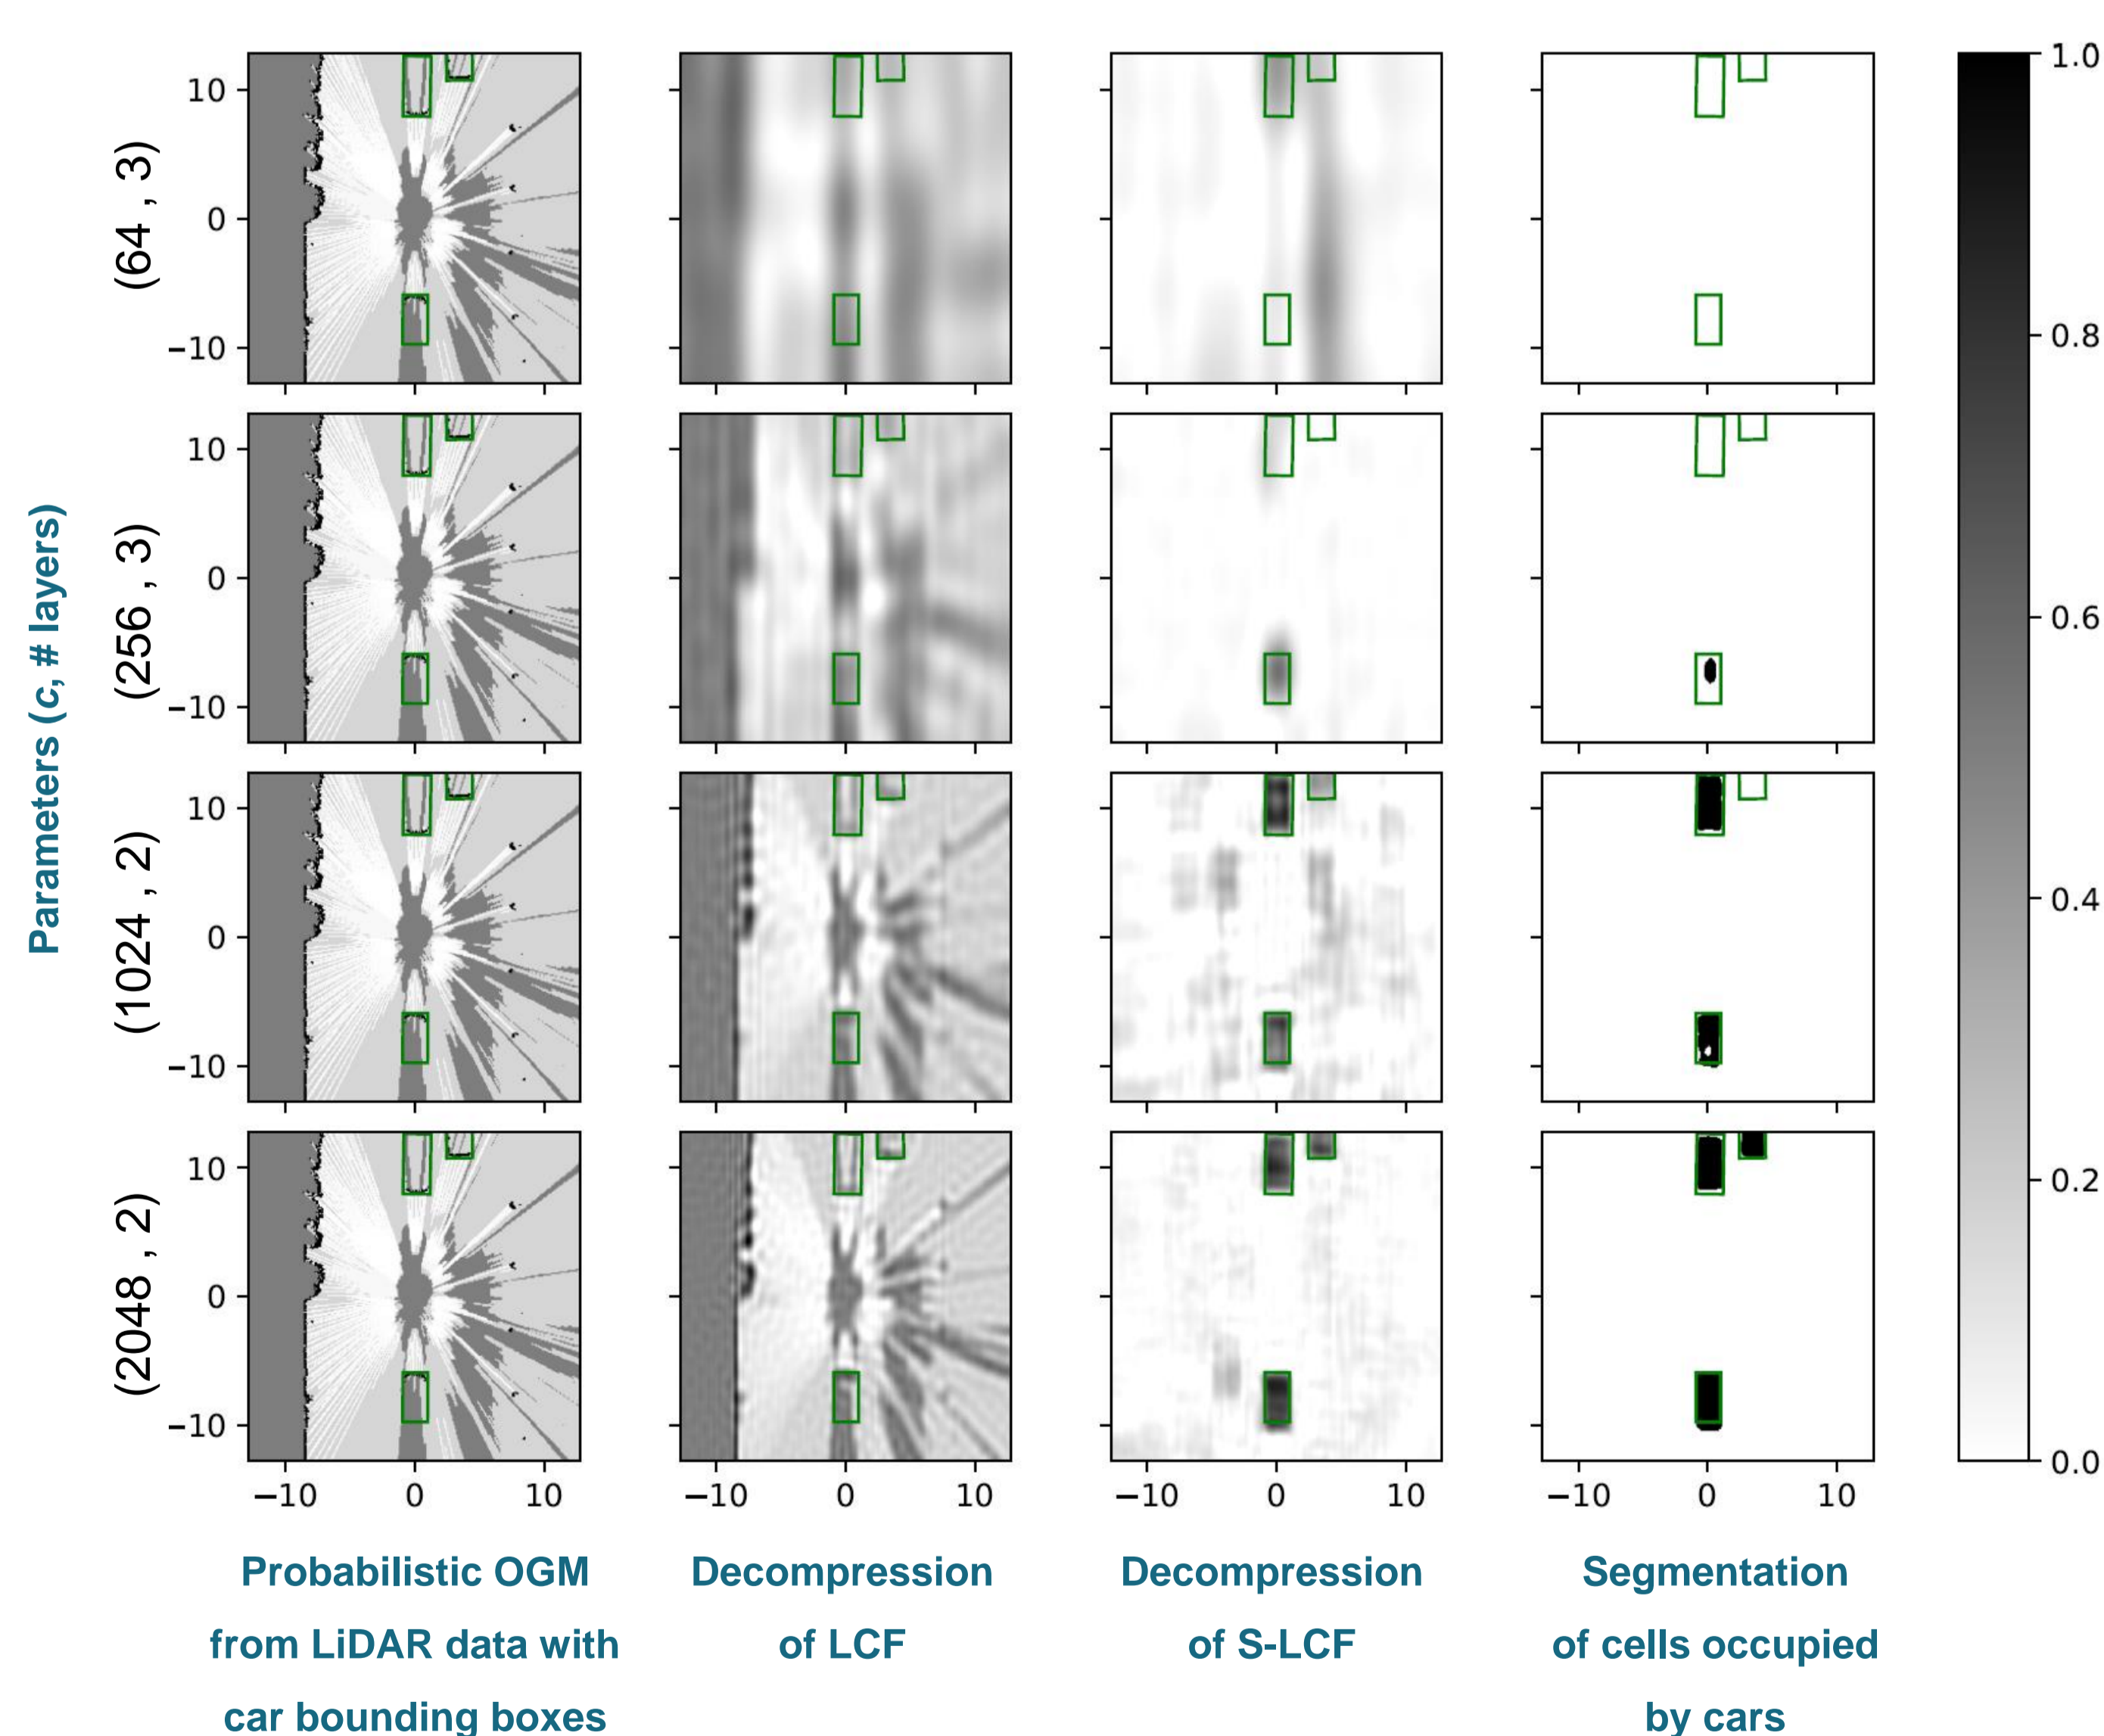 Parameters (c, # layers)
(64 , 3)
10
0
−10
1.0
0.8
(256 , 3)
10
0
−10
0.6
(1024 , 2)
10
0
−10
0.4
(2048 , 2)
10
0
−10
0.2
0.0
−10 0 10 −10 0 10 −10 0 10 −10 0 10
Probabilistic OGM
from LiDAR data with
car bounding boxes
Decompression
of LCF
Decompression
of S-LCF
Segmentation
of cells occupied
by cars